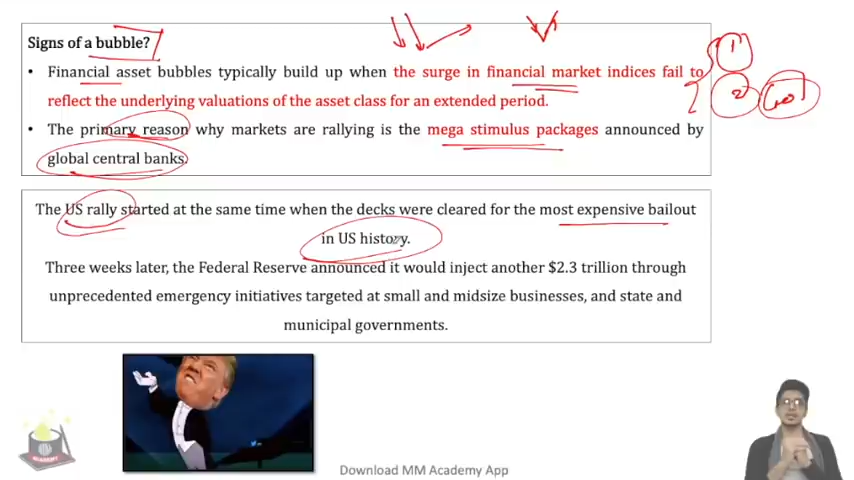 Signs of a bubble?
• Financial asset bubbles typically build up when the surge in financial market indices fail to
reflect the underlying valuations of the asset class for an extended period.
• The primary reason why markets are rallying is the mega stimulus packages announced by
global central banks.
1
2
The US rally started at the same time when the decks were cleared for the most expensive bailout
in US history.
Three weeks later, the Federal Reserve announced it would inject another $2.3 trillion through
unprecedented emergency initiatives targeted at small and midsize businesses, and state and
municipal governments.
ACADEMY
Download MM Academy App